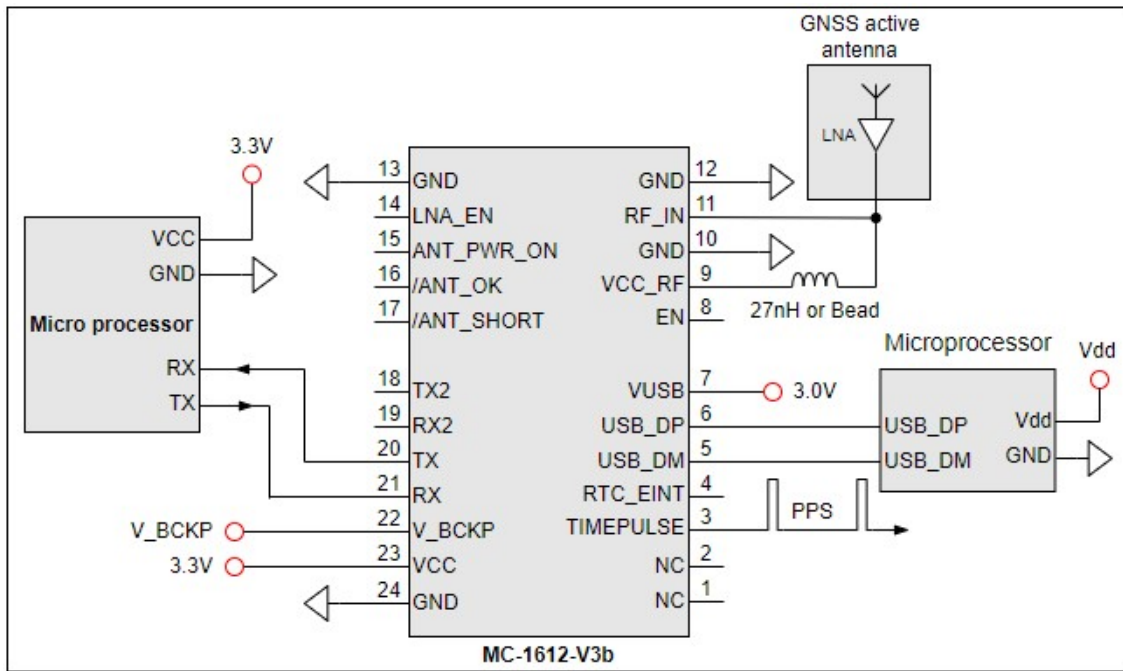 GNSS active
antenna
LNA
3.3V
VCC
GND
Micro processor
RX
TX
13 GND
14 LNA_EN
15 ANT_PWR_ON
16 /ANT_OK
17 /ANT_SHORT
18 TX2
19 RX2
20 TX
21 RX
V_BCKP 22 V_BCKP
3.3V 23 VCC
24 GND
GND 12
RF_IN 11
GND 10
VCC_RF 9
27nH or Bead
EN 8
VUSB 7 3.0V
USB_DP 6
USB_DM 5
RTC_EINT 4
TIMEPULSE 3 PPS
NC 2
NC 1
Microprocessor
Vdd
Vdd
USB_DP
USB_DM
GND
MC-1612-V3b